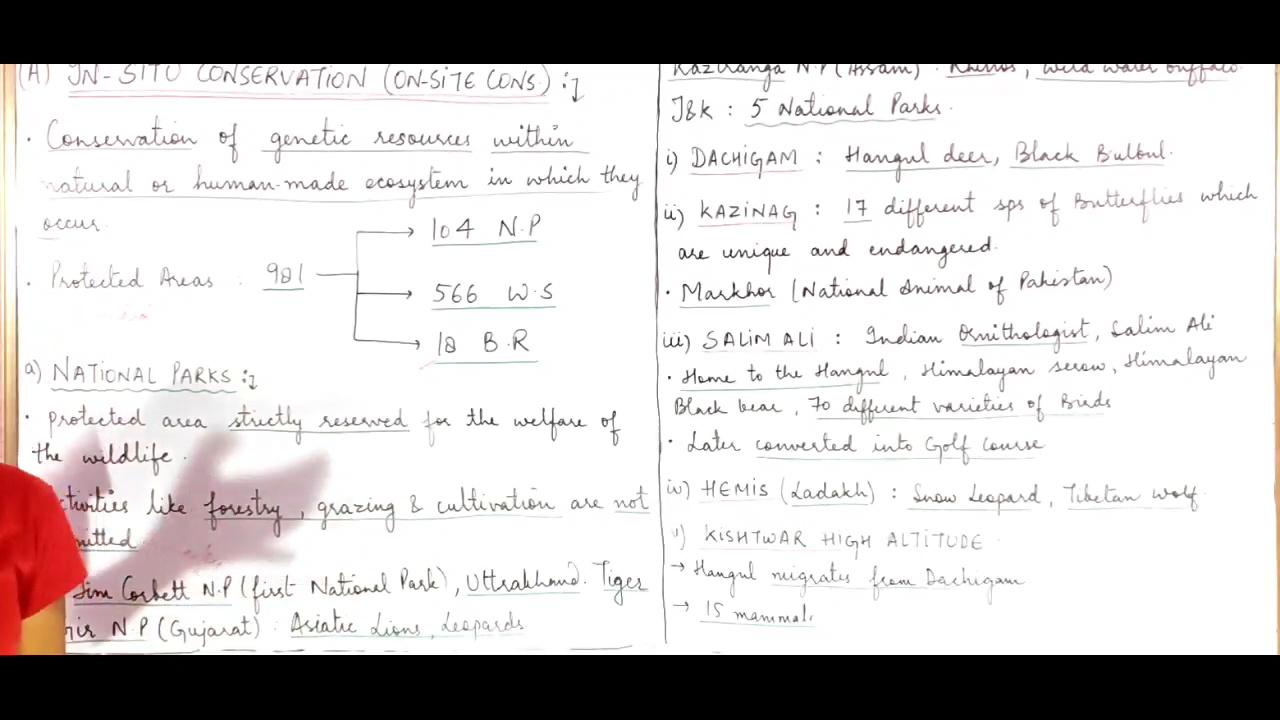 (A) IN-SITU CONSERVATION (ON-SITE CONS.) :↴
• Conservation of genetic resources within
natural or human-made ecosystem in which they
occur.
• Protected Areas : 981 → 104 N.P
→ 566 W.S
→ 18 B.R
a) NATIONAL PARKS :↴
• protected area strictly reserved for the welfare of
the wildlife.
like forestry, grazing & cultivation are not
Jim Corbett N.P (first National Park), Uttrakhand. Tiger
N.P (Gujarat) : Asiatic Lions, Leopards
Kaziranga N.P (Assam) : Rhinos, wild water buffalo.
J&K : 5 National Parks.
i) DACHIGAM : Hangul deer, Black Bulbul.
ii) KAZINAG : 17 different sps of Butterflies which
are unique and endangered.
• Markhor (National Animal of Pakistan)
iii) SALIM ALI : Indian Ornithologist, Salim Ali
• Home to the Hangul, Himalayan serow, Himalayan
Black bear, 70 different varieties of Birds
• Later converted into Golf Course
iv) HEMIS (Ladakh) : Snow Leopard, Tibetan wolf.
v) KISHTWAR HIGH ALTITUDE
→ Hangul migrates from Dachigam
→ 15 mammals